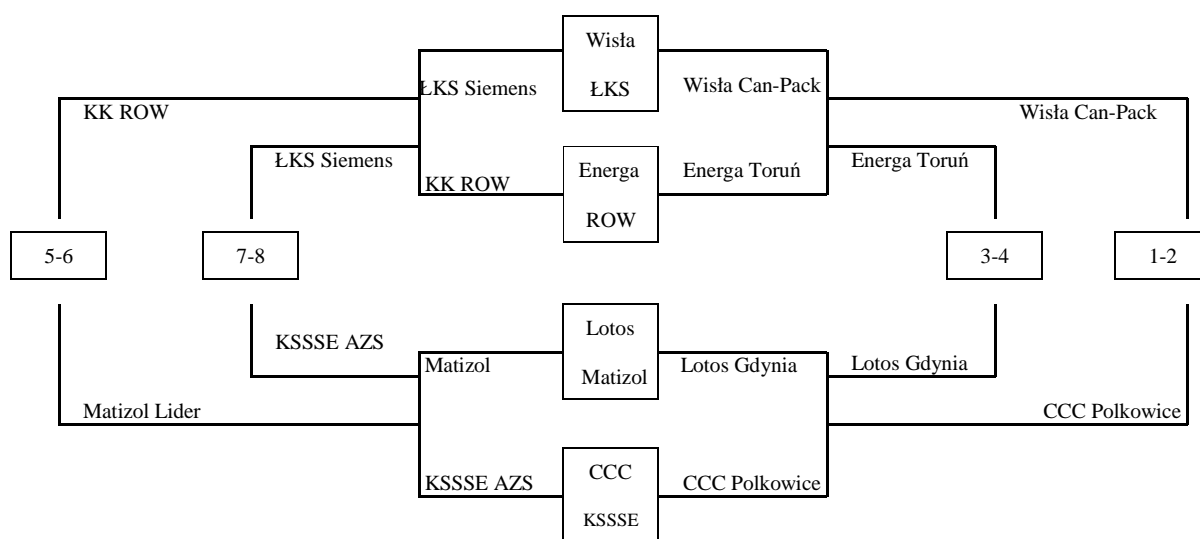 Wisła
ŁKS Siemens
ŁKS
Wisła Can-Pack
KK ROW
Wisła Can-Pack
ŁKS Siemens
Energa
Energa Toruń
Energa Toruń
KK ROW
ROW
5-6
7-8
3-4
1-2
Lotos
KSSSE AZS
Matizol
Matizol
Lotos Gdynia
Lotos Gdynia
Matizol Lider
CCC Polkowice
CCC
KSSSE AZS
CCC Polkowice
KSSSE